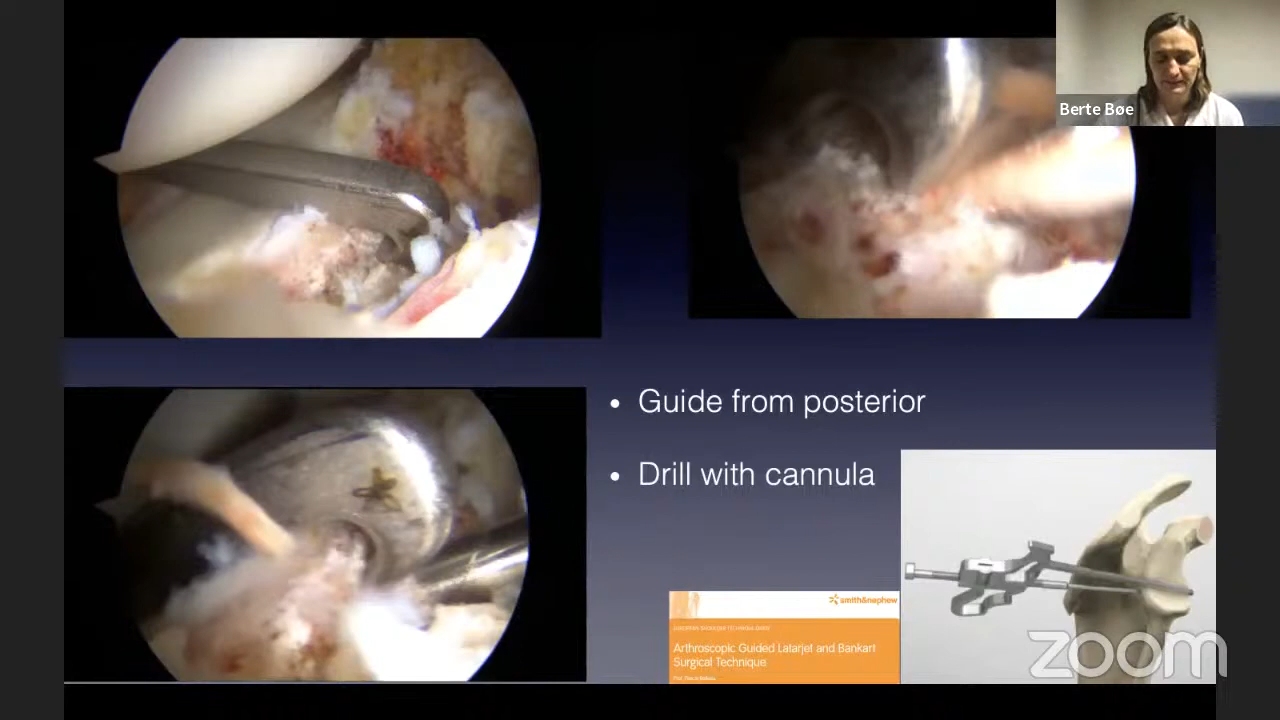 Berte Bøe
• Guide from posterior
• Drill with cannula
smith&nephew
Arthroscopic Guided Latarjet and Bankart
Surgical Technique
zoom